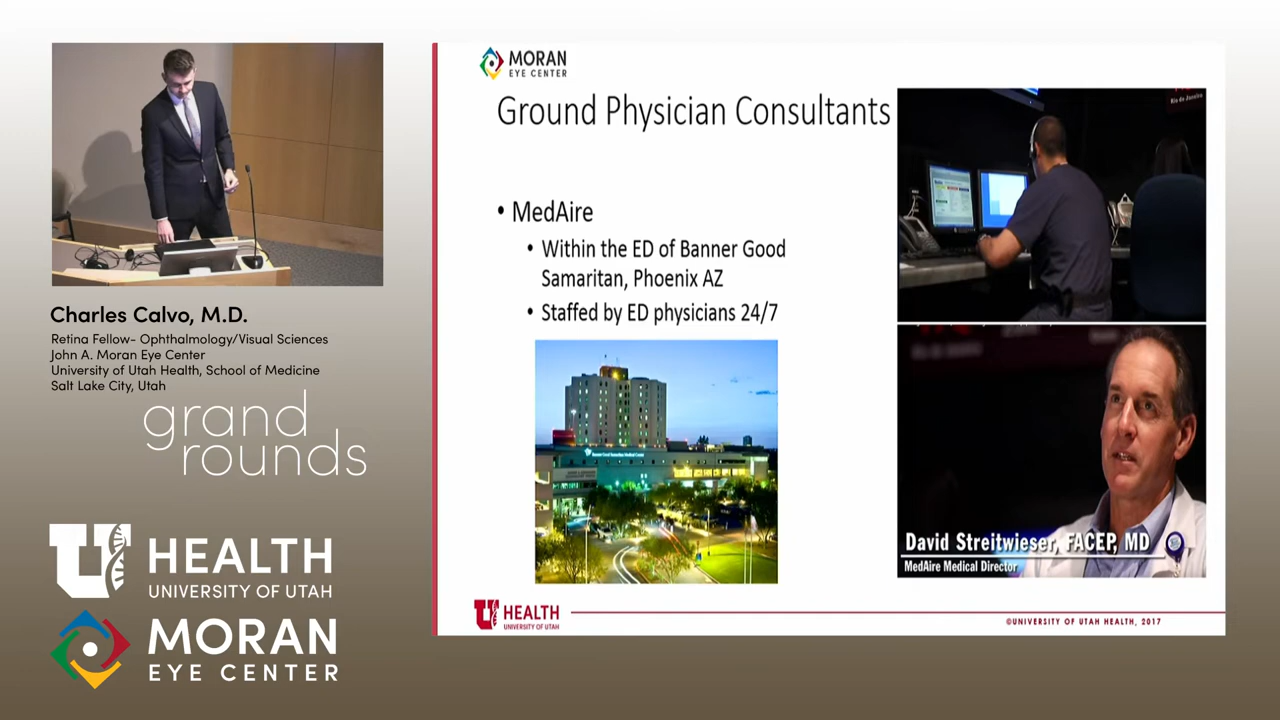 Charles Calvo, M.D.
Retina Fellow- Ophthalmology/Visual Sciences
John A. Moran Eye Center
University of Utah Health, School of Medicine
Salt Lake City, Utah
grand
rounds
U HEALTH
UNIVERSITY OF UTAH
MORAN
EYE CENTER
MORAN
EYE CENTER
Ground Physician Consultants
• MedAire
• Within the ED of Banner Good
Samaritan, Phoenix AZ
• Staffed by ED physicians 24/7
Rio de Janeiro
David Streitwieser, FACEP, MD
MedAire Medical Director
U HEALTH
UNIVERSITY OF UTAH
©UNIVERSITY OF UTAH HEALTH, 2017